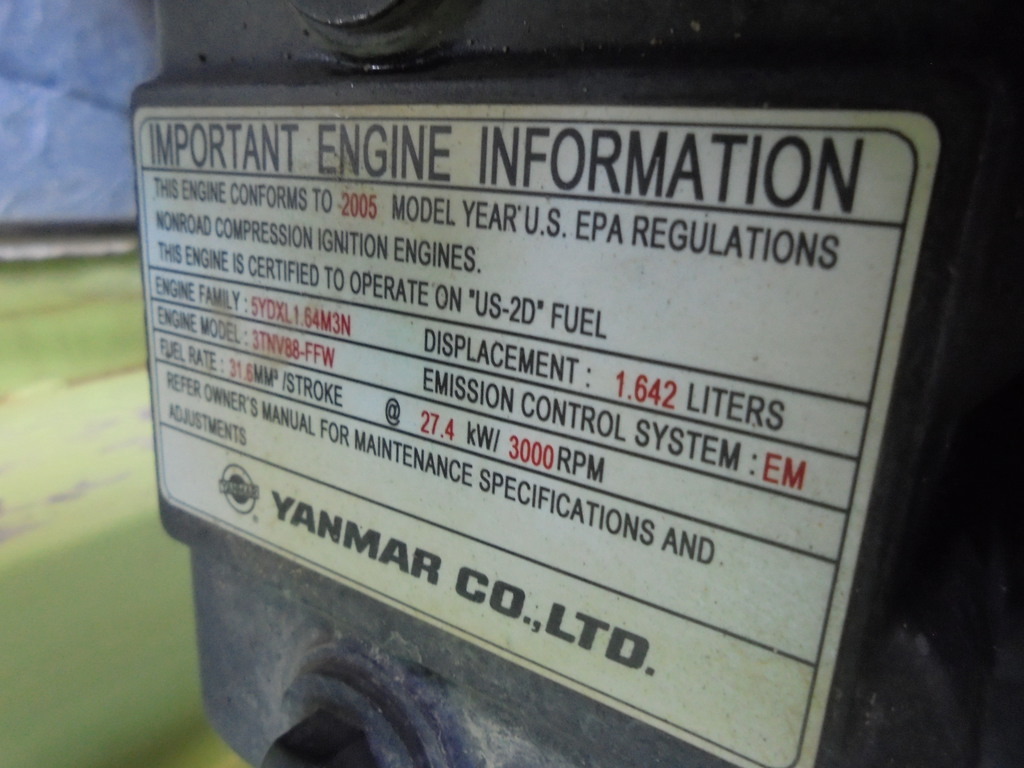 IMPORTANT ENGINE INFORMATION
THIS ENGINE CONFORMS TO 2005 MODEL YEAR U.S. EPA REGULATIONS
NONROAD COMPRESSION IGNITION ENGINES.
THIS ENGINE IS CERTIFIED TO OPERATE ON "US-2D" FUEL
ENGINE FAMILY : 5YDXL1.64M3N DISPLACEMENT : 1.642 LITERS
ENGINE MODEL : 3TNV88-FFW EMISSION CONTROL SYSTEM : EM
FUEL RATE : 31.6MM³/STROKE @ 27.4 kW/ 3000RPM
REFER OWNER'S MANUAL FOR MAINTENANCE SPECIFICATIONS AND
ADJUSTMENTS
® YANMAR CO.,LTD.